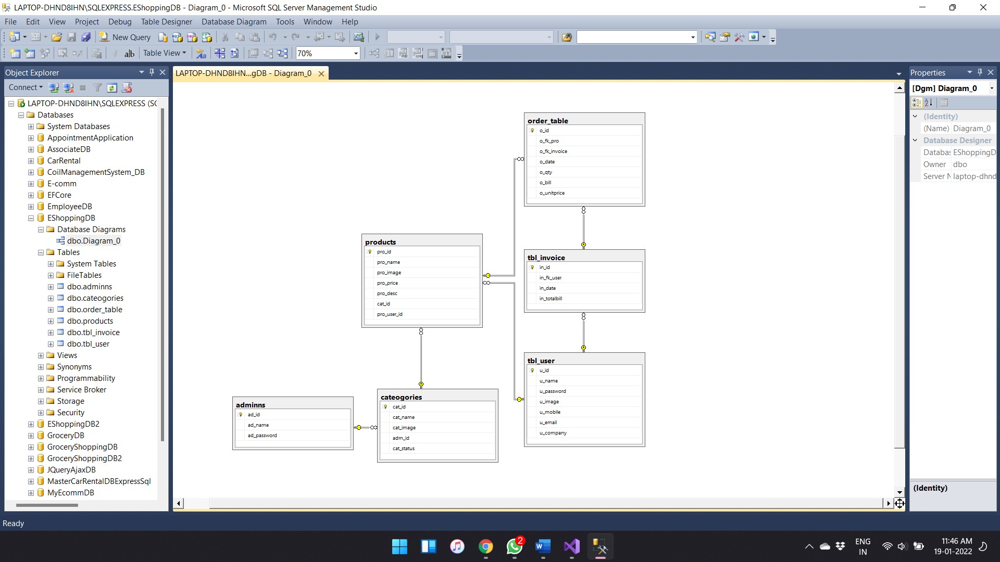 LAPTOP-DHND8IHN\SQLEXPRESS.EShoppingDB - Diagram_0 - Microsoft SQL Server Management Studio
File Edit View Project Debug Table Designer Database Diagram Tools Window Help
New Query
a|b Table View 70%
Object Explorer
Connect
LAPTOP-DHND8IHN\SQLEXPRESS (SC
Databases
System Databases
AppointmentApplication
AssociateDB
CarRental
CoilManagementSystem_DB
E-comm
EFCore
EmployeeDB
EShoppingDB
Database Diagrams
dbo.Diagram_0
Tables
System Tables
FileTables
dbo.adminns
dbo.cateogories
dbo.order_table
dbo.products
dbo.tbl_invoice
dbo.tbl_user
Views
Synonyms
Programmability
Service Broker
Storage
Security
EShoppingDB2
GroceryDB
GroceryShoppingDB
GroceryShoppingDB2
JQueryAjaxDB
MasterCarRentalDBExpressSql
MyEcommDB
LAPTOP-DHND8IHN...gDB - Diagram_0
order_table
o_id
o_fk_pro
o_fk_invoice
o_date
o_qty
o_bill
o_unitprice
products
pro_id
pro_name
pro_image
pro_price
pro_desc
cat_id
pro_user_id
tbl_invoice
in_id
in_fk_user
in_date
in_totalbill
tbl_user
u_id
u_name
u_password
u_image
u_mobile
u_email
u_company
adminns
ad_id
ad_name
ad_password
cateogories
cat_id
cat_name
cat_image
adm_id
cat_status
Properties
[Dgm] Diagram_0
(Identity)
(Name) Diagram_0
Database Designer
Databas EShoppingD
Owner dbo
Server N laptop-dhnd
(Identity)
Ready
2
ENG
IN
11:46 AM
19-01-2022